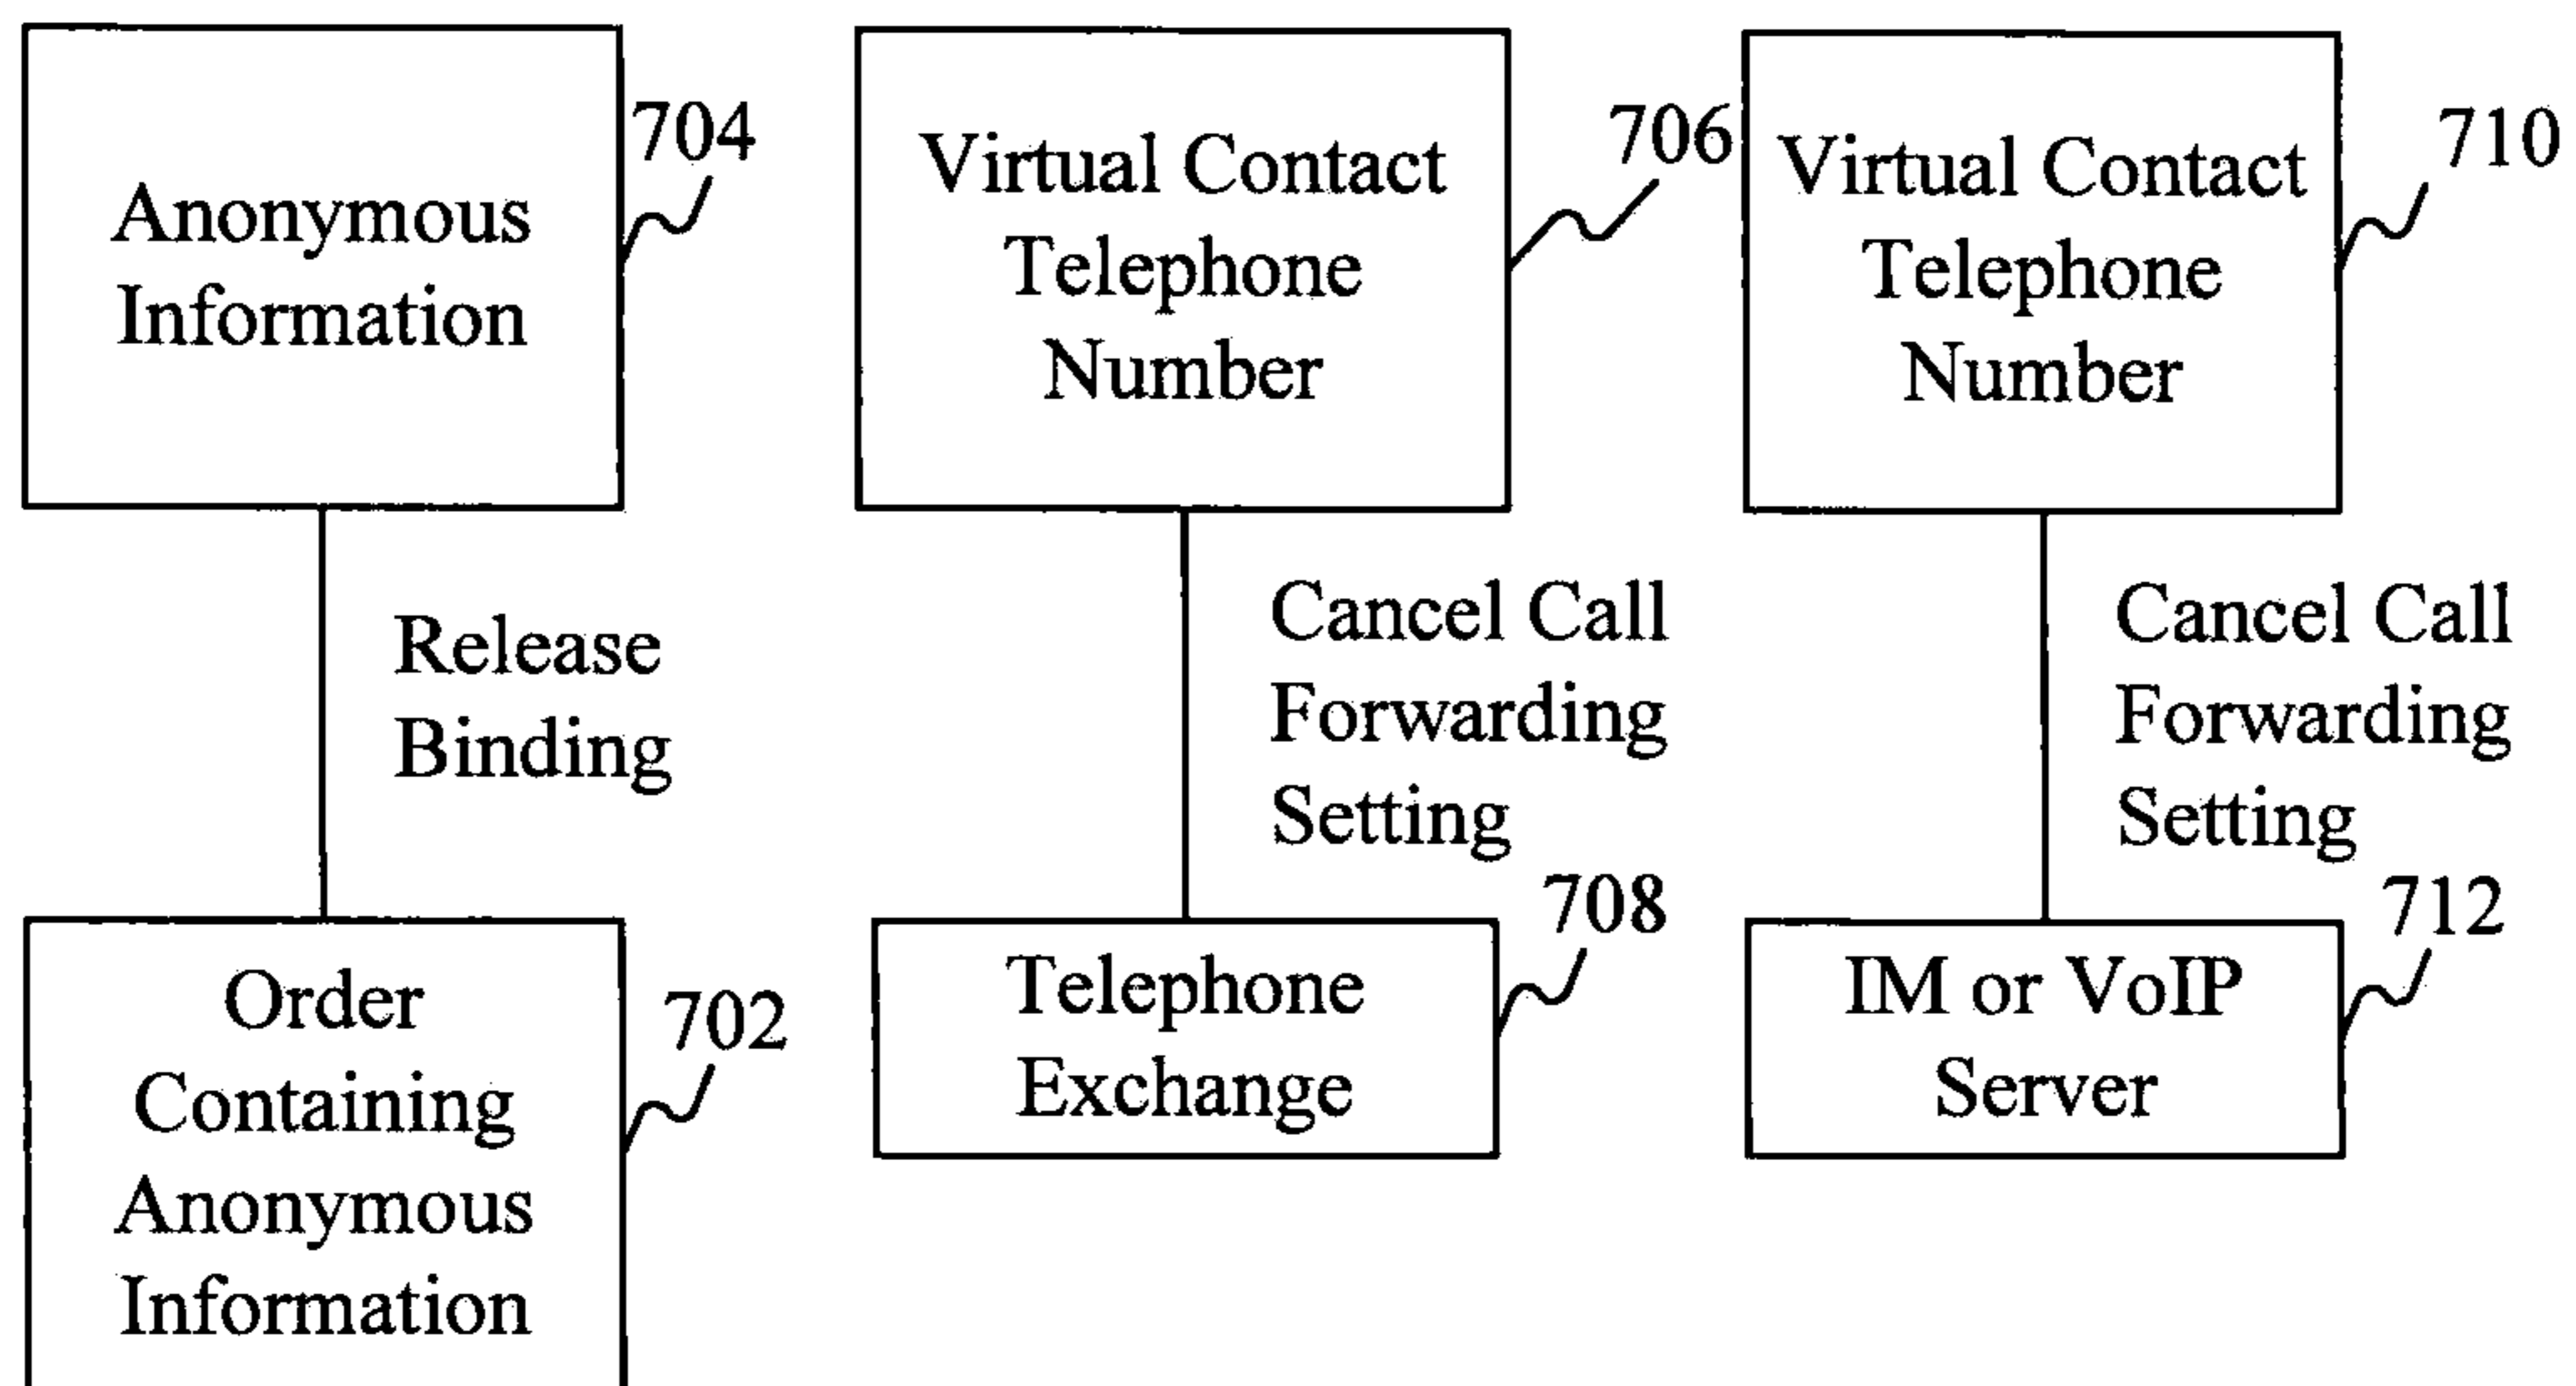 Anonymous
Information
704
Virtual Contact
Telephone
Number
706
Virtual Contact
Telephone
Number
710
Release
Binding
Cancel Call
Forwarding
Setting
Cancel Call
Forwarding
Setting
Order
Containing
Anonymous
Information
702
Telephone
Exchange
708
IM or VoIP
Server
712